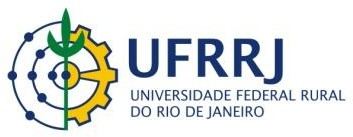 UFRRJ
UNIVERSIDADE FEDERAL RURAL
DO RIO DE JANEIRO